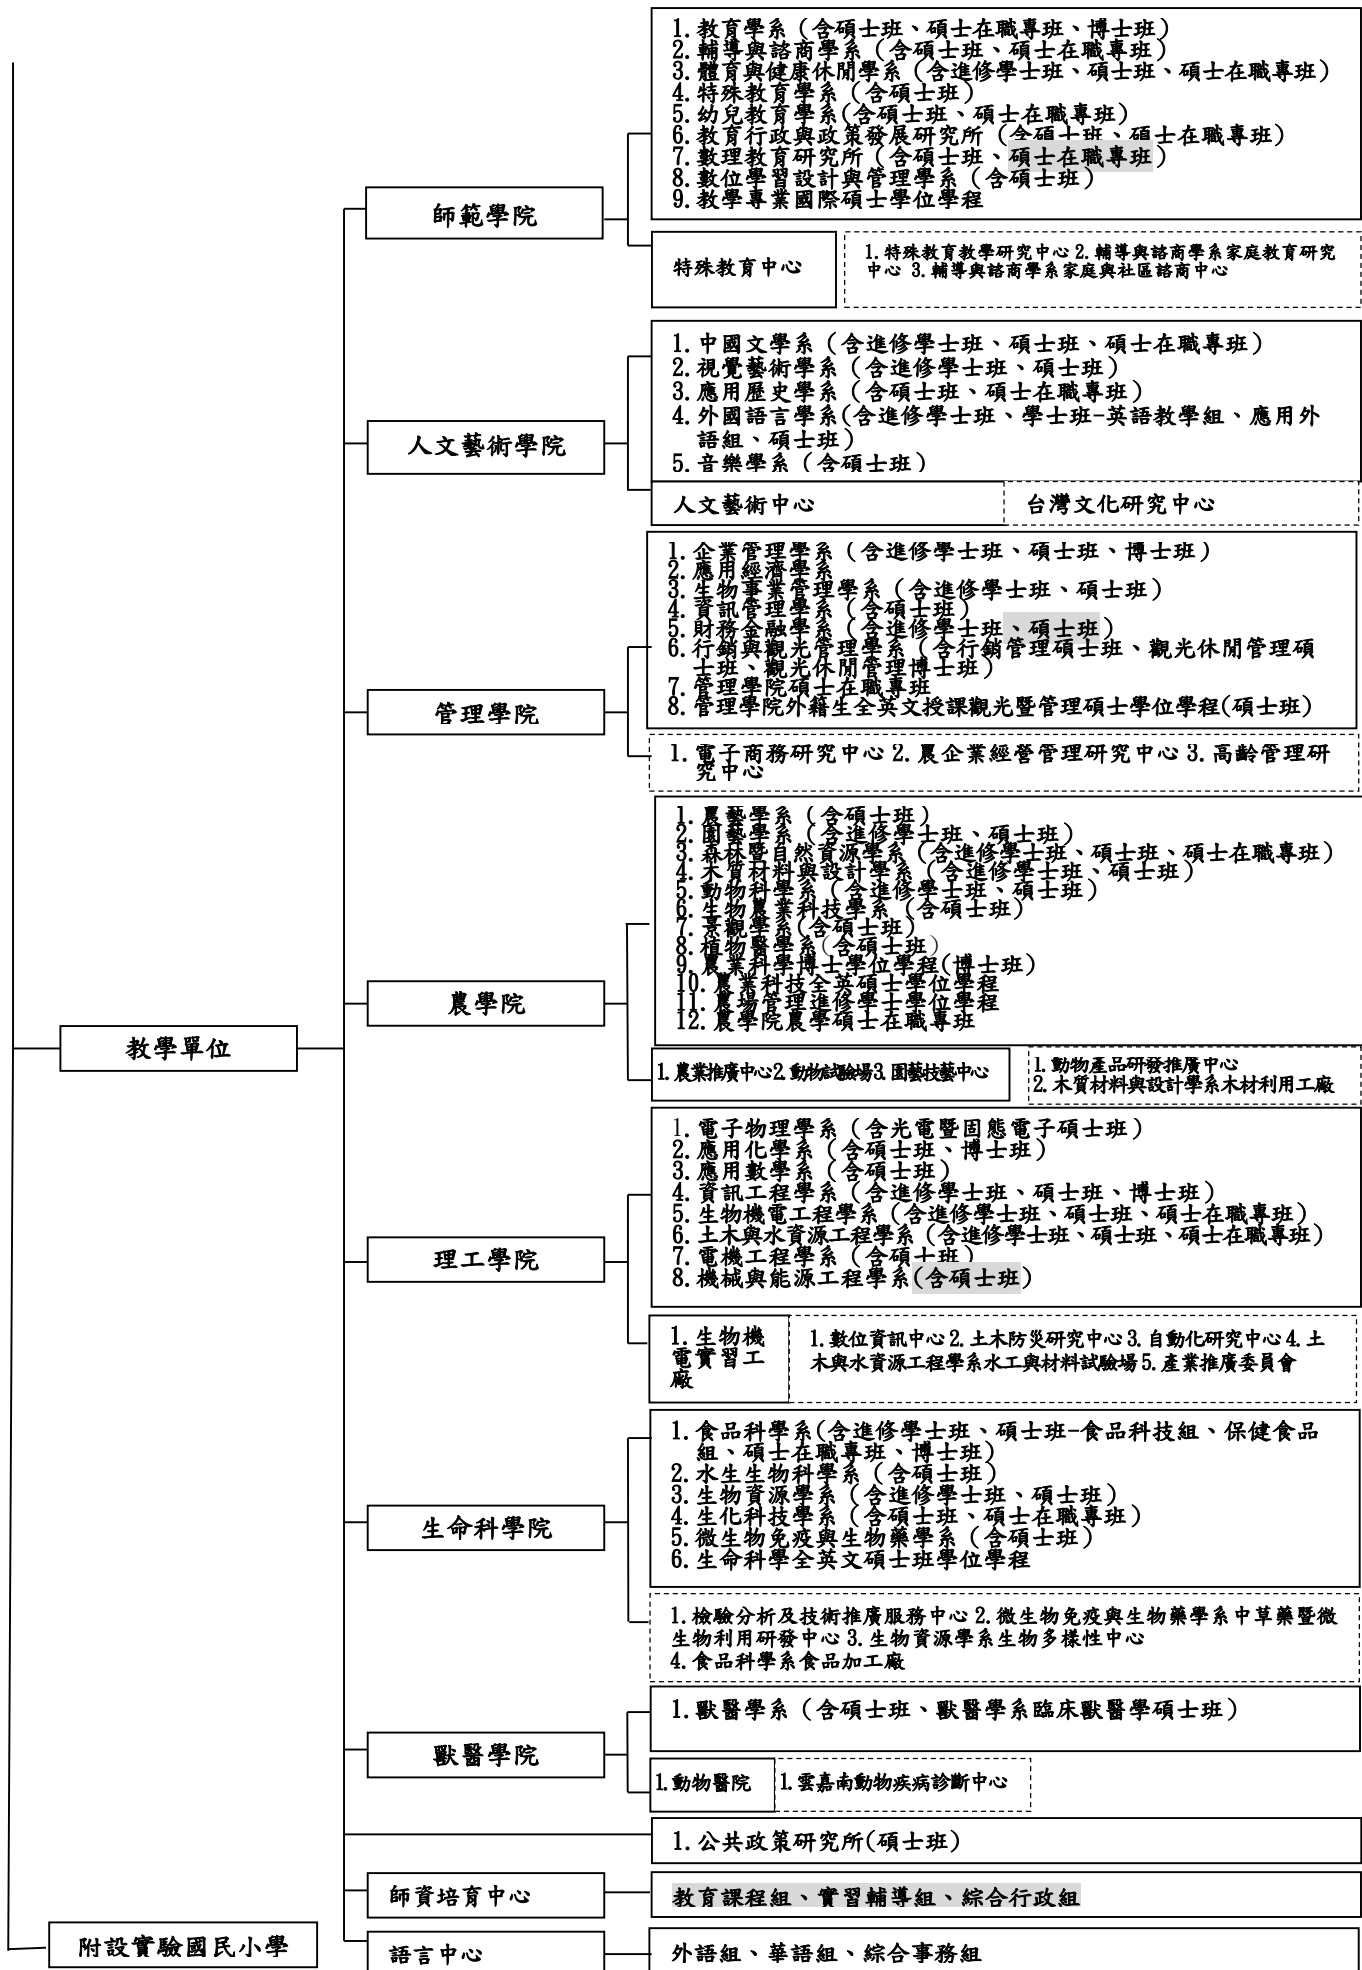 1.教育學系（含碩士班、碩士在職專班、博士班）
2.輔導與諮商學系（含碩士班、碩士在職專班）
3.體育與健康休閒學系（含進修學士班、碩士班、碩士在職專班）
4.特殊教育學系（含碩士班）
5.幼兒教育學系(含碩士班、碩士在職專班）
6.教育行政與政策發展研究所（含碩士班、碩士在職專班）
7.數理教育研究所（含碩士班、碩士在職專班）
8.數位學習設計與管理學系（含碩士班）
9.教學專業國際碩士學位學程
師範學院
特殊教育中心
1.特殊教育教學研究中心 2.輔導與諮商學系家庭教育研究
中心 3.輔導與諮商學系家庭與社區諮商中心
1.中國文學系（含進修學士班、碩士班、碩士在職專班）
2.視覺藝術學系（含進修學士班、碩士班）
3.應用歷史學系（含碩士班、碩士在職專班）
4.外國語言學系(含進修學士班、學士班-英語教學組、應用外
語組、碩士班）
5.音樂學系（含碩士班）
人文藝術學院
人文藝術中心
台灣文化研究中心
1.企業管理學系（含進修學士班、碩士班、博士班）
2.應用經濟學系
3.生物事業管理學系（含進修學士班、碩士班）
4.資訊管理學系（含碩士班）
5.財務金融學系（含進修學士班、碩士班）
6.行銷與觀光管理學系（含行銷管理碩士班、觀光休閒管理碩
士班、觀光休閒管理博士班）
7.管理學院碩士在職專班
8.管理學院外籍生全英文授課觀光暨管理碩士學位學程(碩士班)
管理學院
1.電子商務研究中心 2.農企業經營管理研究中心 3.高齡管理研
究中心
1.農藝學系（含碩士班）
2.園藝學系（含進修學士班、碩士班）
3.森林暨自然資源學系（含進修學士班、碩士班、碩士在職專班）
4.木質材料與設計學系（含進修學士班、碩士班）
5.動物科學系（含進修學士班、碩士班）
6.生物農業科技學系（含碩士班）
7.景觀學系(含碩士班)
8.植物醫學系(含碩士班)
9.農業科學博士學位學程(博士班)
10.農業科技全英碩士學位學程
11.農場管理進修學士學位學程
12.農學院農學碩士在職專班
農學院
教學單位
1.農業推廣中心2.動物試驗場3.園藝技藝中心
1.動物產品研發推廣中心
2.木質材料與設計學系木材利用工廠
1.電子物理學系（含光電暨固態電子碩士班）
2.應用化學系（含碩士班、博士班）
3.應用數學系（含碩士班）
4.資訊工程學系（含進修學士班、碩士班、博士班）
5.生物機電工程學系（含進修學士班、碩士班、碩士在職專班）
6.土木與水資源工程學系（含進修學士班、碩士班、碩士在職專班）
7.電機工程學系（含碩士班）
8.機械與能源工程學系(含碩士班)
理工學院
1.生物機
電實習工
廠
1.數位資訊中心 2.土木防災研究中心 3.自動化研究中心 4.土
木與水資源工程學系水工與材料試驗場 5.產業推廣委員會
1.食品科學系(含進修學士班、碩士班-食品科技組、保健食品
組、碩士在職專班、博士班)
2.水生生物科學系（含碩士班）
3.生物資源學系（含進修學士班、碩士班）
4.生化科技學系（含碩士班、碩士在職專班）
5.微生物免疫與生物藥學系（含碩士班）
6.生命科學全英文碩士班學位學程
生命科學院
1.檢驗分析及技術推廣服務中心 2.微生物免疫與生物藥學系中草藥暨微
生物利用研發中心 3.生物資源學系生物多樣性中心
4.食品科學系食品加工廠
1.獸醫學系（含碩士班、獸醫學系臨床獸醫學碩士班）
獸醫學院
1.動物醫院
1.雲嘉南動物疾病診斷中心
1.公共政策研究所(碩士班)
師資培育中心
教育課程組、實習輔導組、綜合行政組
附設實驗國民小學
語言中心
外語組、華語組、綜合事務組